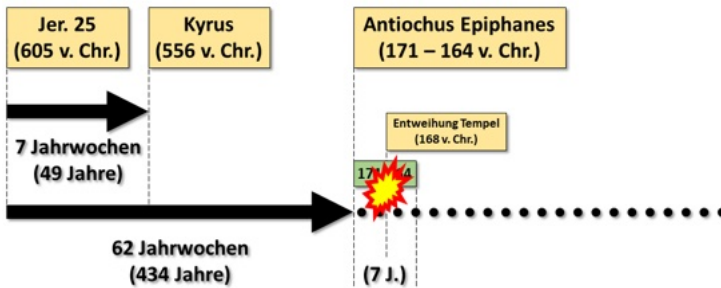 Jer. 25
(605 v. Chr.)
Kyrus
(556 v. Chr.)
Antiochus Epiphanes
(171 – 164 v. Chr.)
7 Jahrwochen
(49 Jahre)
Entweihung Tempel
(168 v. Chr.)
62 Jahrwochen
(434 Jahre)
(7 J.)